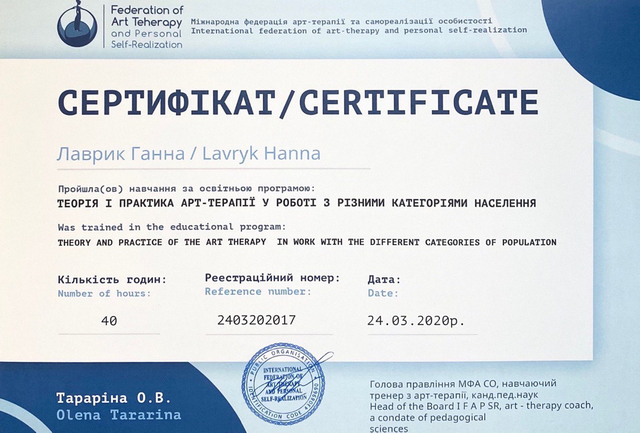 Federation of
Art Teherapy
and Personal
Self-Realization
Міжнародна федерація арт-терапії та самореалізації особистості
International federation of art-therapy and personal self-realization
СЕРТИФІКАТ/CERTIFICATE
Лаврик Ганна / Lavryk Hanna
Пройшла(ов) навчання за освітньою програмою:
ТЕОРІЯ І ПРАКТИКА АРТ-ТЕРАПІЇ У РОБОТІ З РІЗНИМИ КАТЕГОРІЯМИ НАСЕЛЕННЯ
Was trained in the educational program:
THEORY AND PRACTICE OF THE ART THERAPY IN WORK WITH THE DIFFERENT CATEGORIES OF POPULATION
Кількість годин:
Number of hours:
40
Реєстраційний номер:
Reference number:
2403202017
Дата:
Date:
24.03.2020р.
PUBLIC ORGANISATION
INTERNATIONAL
FEDERATION OF
ART-THERAPY
AND PERSONAL
SELF-REALIZATION
IDENTIFICATION CODE
Тараріна О.В.
Olena Tararina
Голова правління МФА СО, навчаючий
тренер з арт-терапії, канд.пед.наук
Head of the Board I F A P SR, art - therapy coach,
a condate of pedagogical
sciences